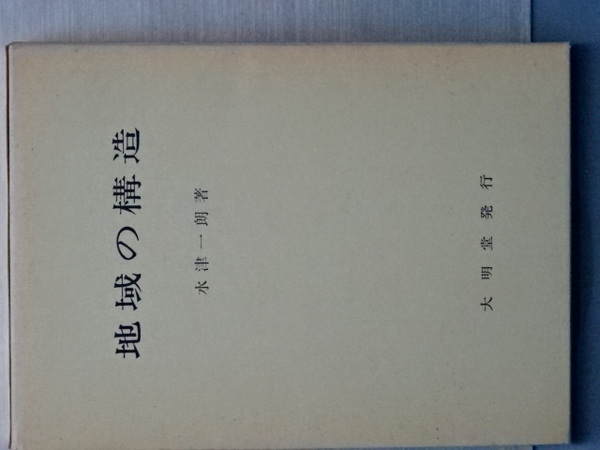 地域の構造
水津一朗著
大明堂発行